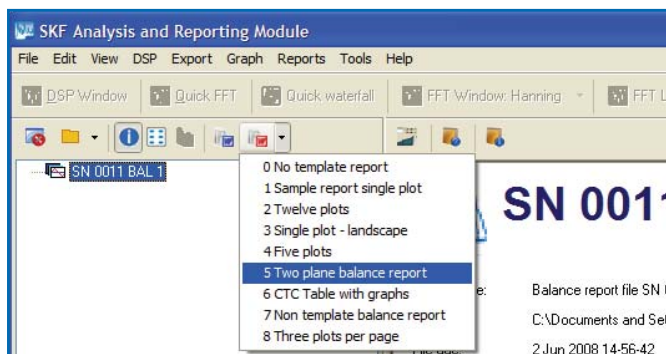 SKF Analysis and Reporting Module
File Edit View DSP Export Graph Reports Tools Help
DSP Window Quick FFT Quick waterfall FFT Window: Hanning FFT L
SN 0011 BAL 1
0 No template report
1 Sample report single plot
2 Twelve plots
3 Single plot - landscape
4 Five plots
5 Two plane balance report
6 CTC Table with graphs
7 Non template balance report
8 Three plots per page
SN 0011
e: Balance report file SN
C:\Documents and Set
2 Jun 2008 14-56-42